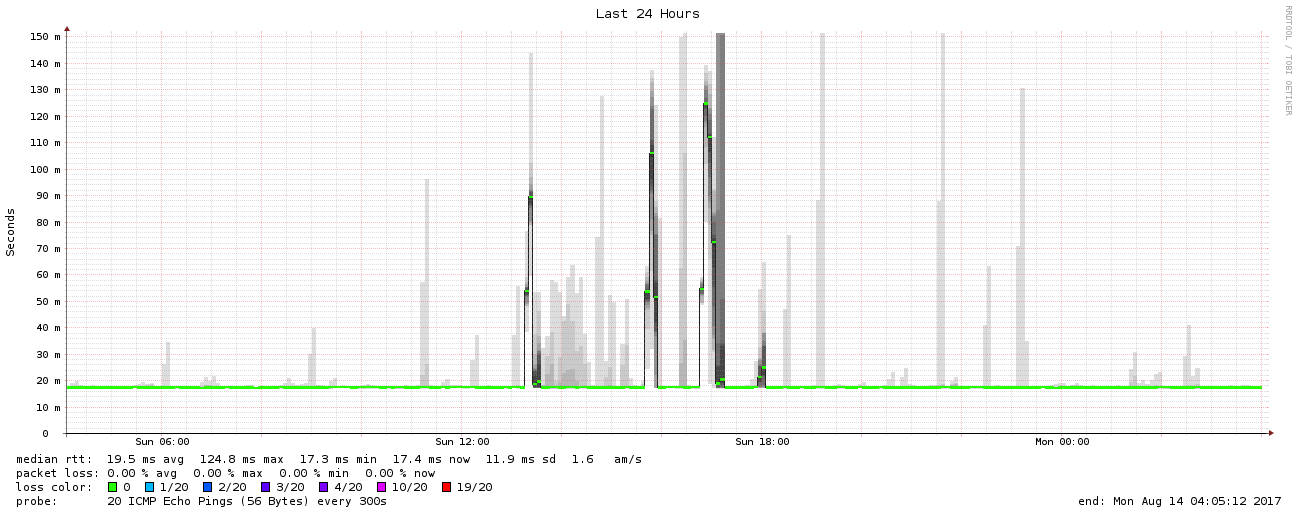 Last 24 Hours
RRDTOOL / TOBI OETIKER
Seconds
150 m
140 m
130 m
120 m
110 m
100 m
90 m
80 m
70 m
60 m
50 m
40 m
30 m
20 m
10 m
0
Sun 06:00 Sun 12:00 Sun 18:00 Mon 00:00
median rtt: 19.5 ms avg 124.8 ms max 17.3 ms min 17.4 ms now 11.9 ms sd 1.6 am/s
packet loss: 0.00 % avg 0.00 % max 0.00 % min 0.00 % now
loss color: 0 1/20 2/20 3/20 4/20 10/20 19/20
probe: 20 ICMP Echo Pings (56 Bytes) every 300s end: Mon Aug 14 04:05:12 2017